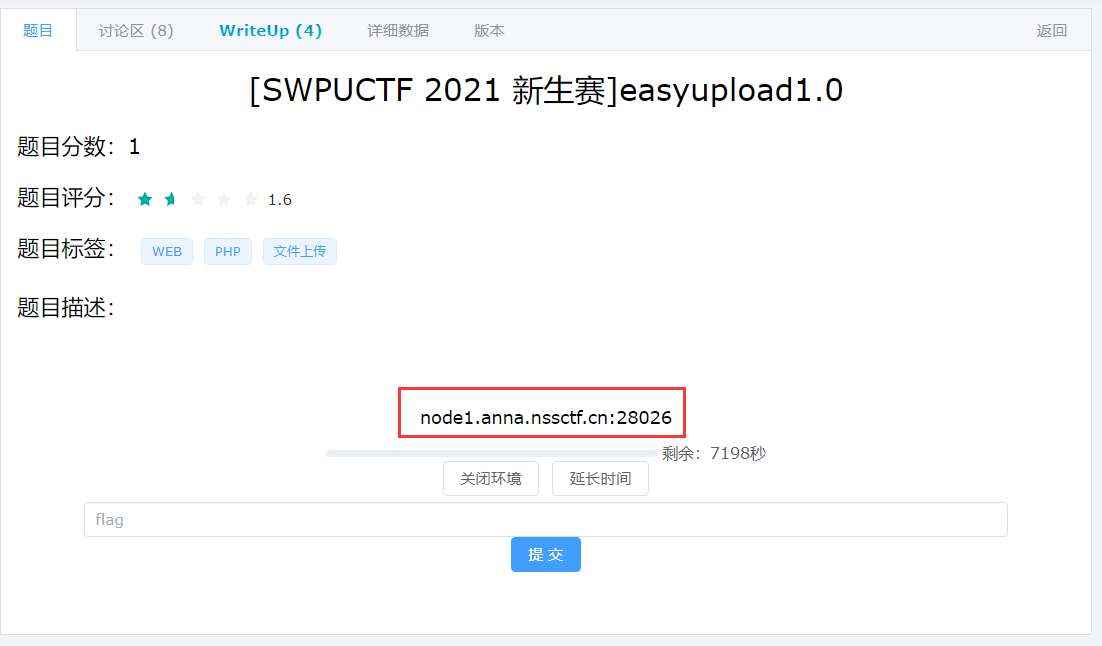 题目 讨论区 (8) WriteUp (4) 详细数据 版本 返回
[SWPUCTF 2021 新生赛]easyupload1.0
题目分数：1
题目评分： 1.6
题目标签： WEB PHP 文件上传
题目描述：
node1.anna.nssctf.cn:28026
剩余：7198秒
关闭环境 延长时间
flag
提 交